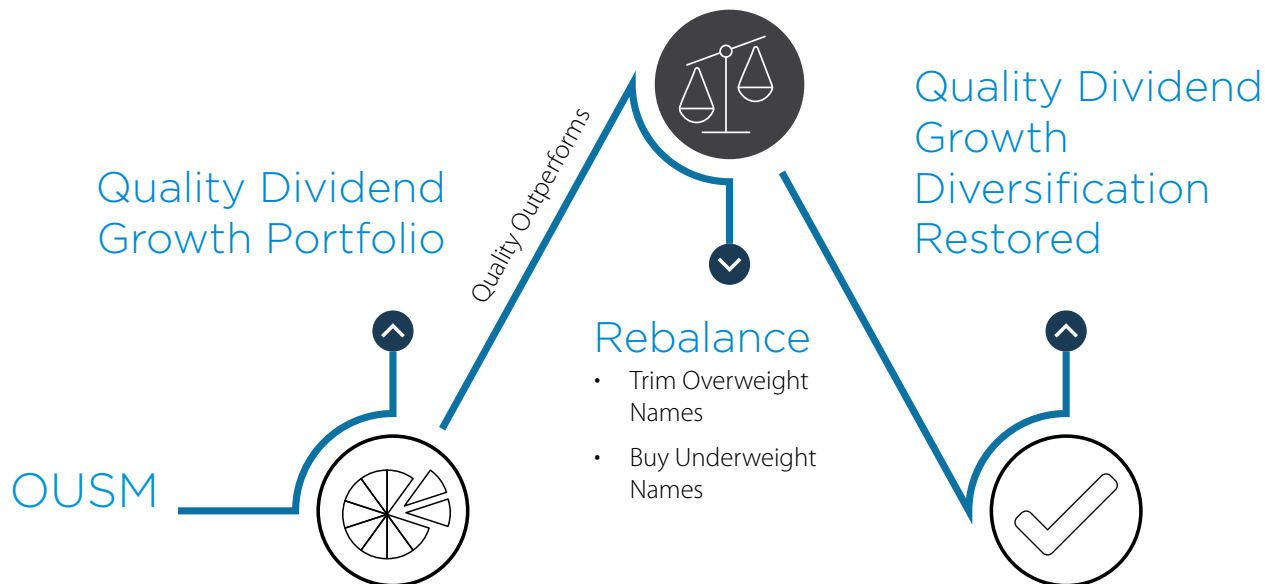 OUSM
Quality Dividend
Growth Portfolio
Quality Outperforms
Rebalance
• Trim Overweight
Names
• Buy Underweight
Names
Quality Dividend
Growth
Diversification
Restored